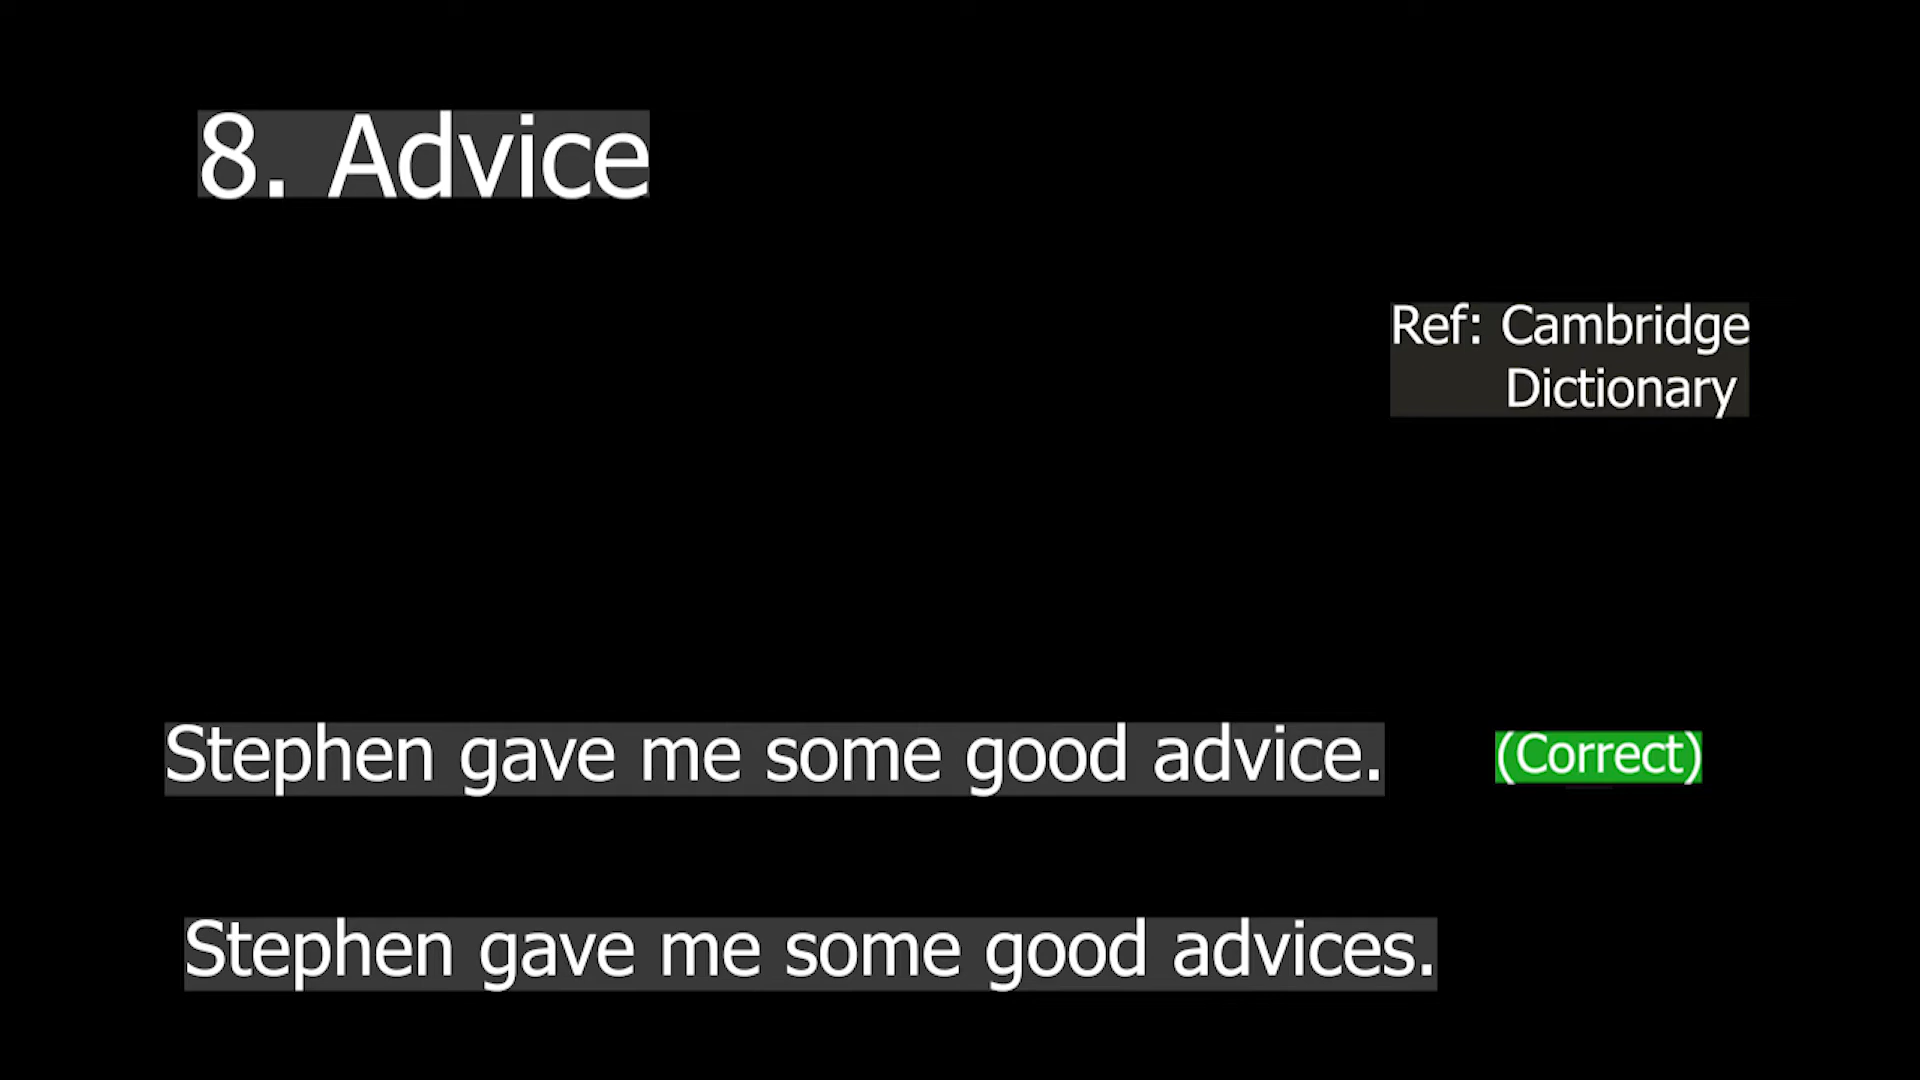 8. Advice
Ref: Cambridge
Dictionary
Stephen gave me some good advice.
(Correct)
Stephen gave me some good advices.